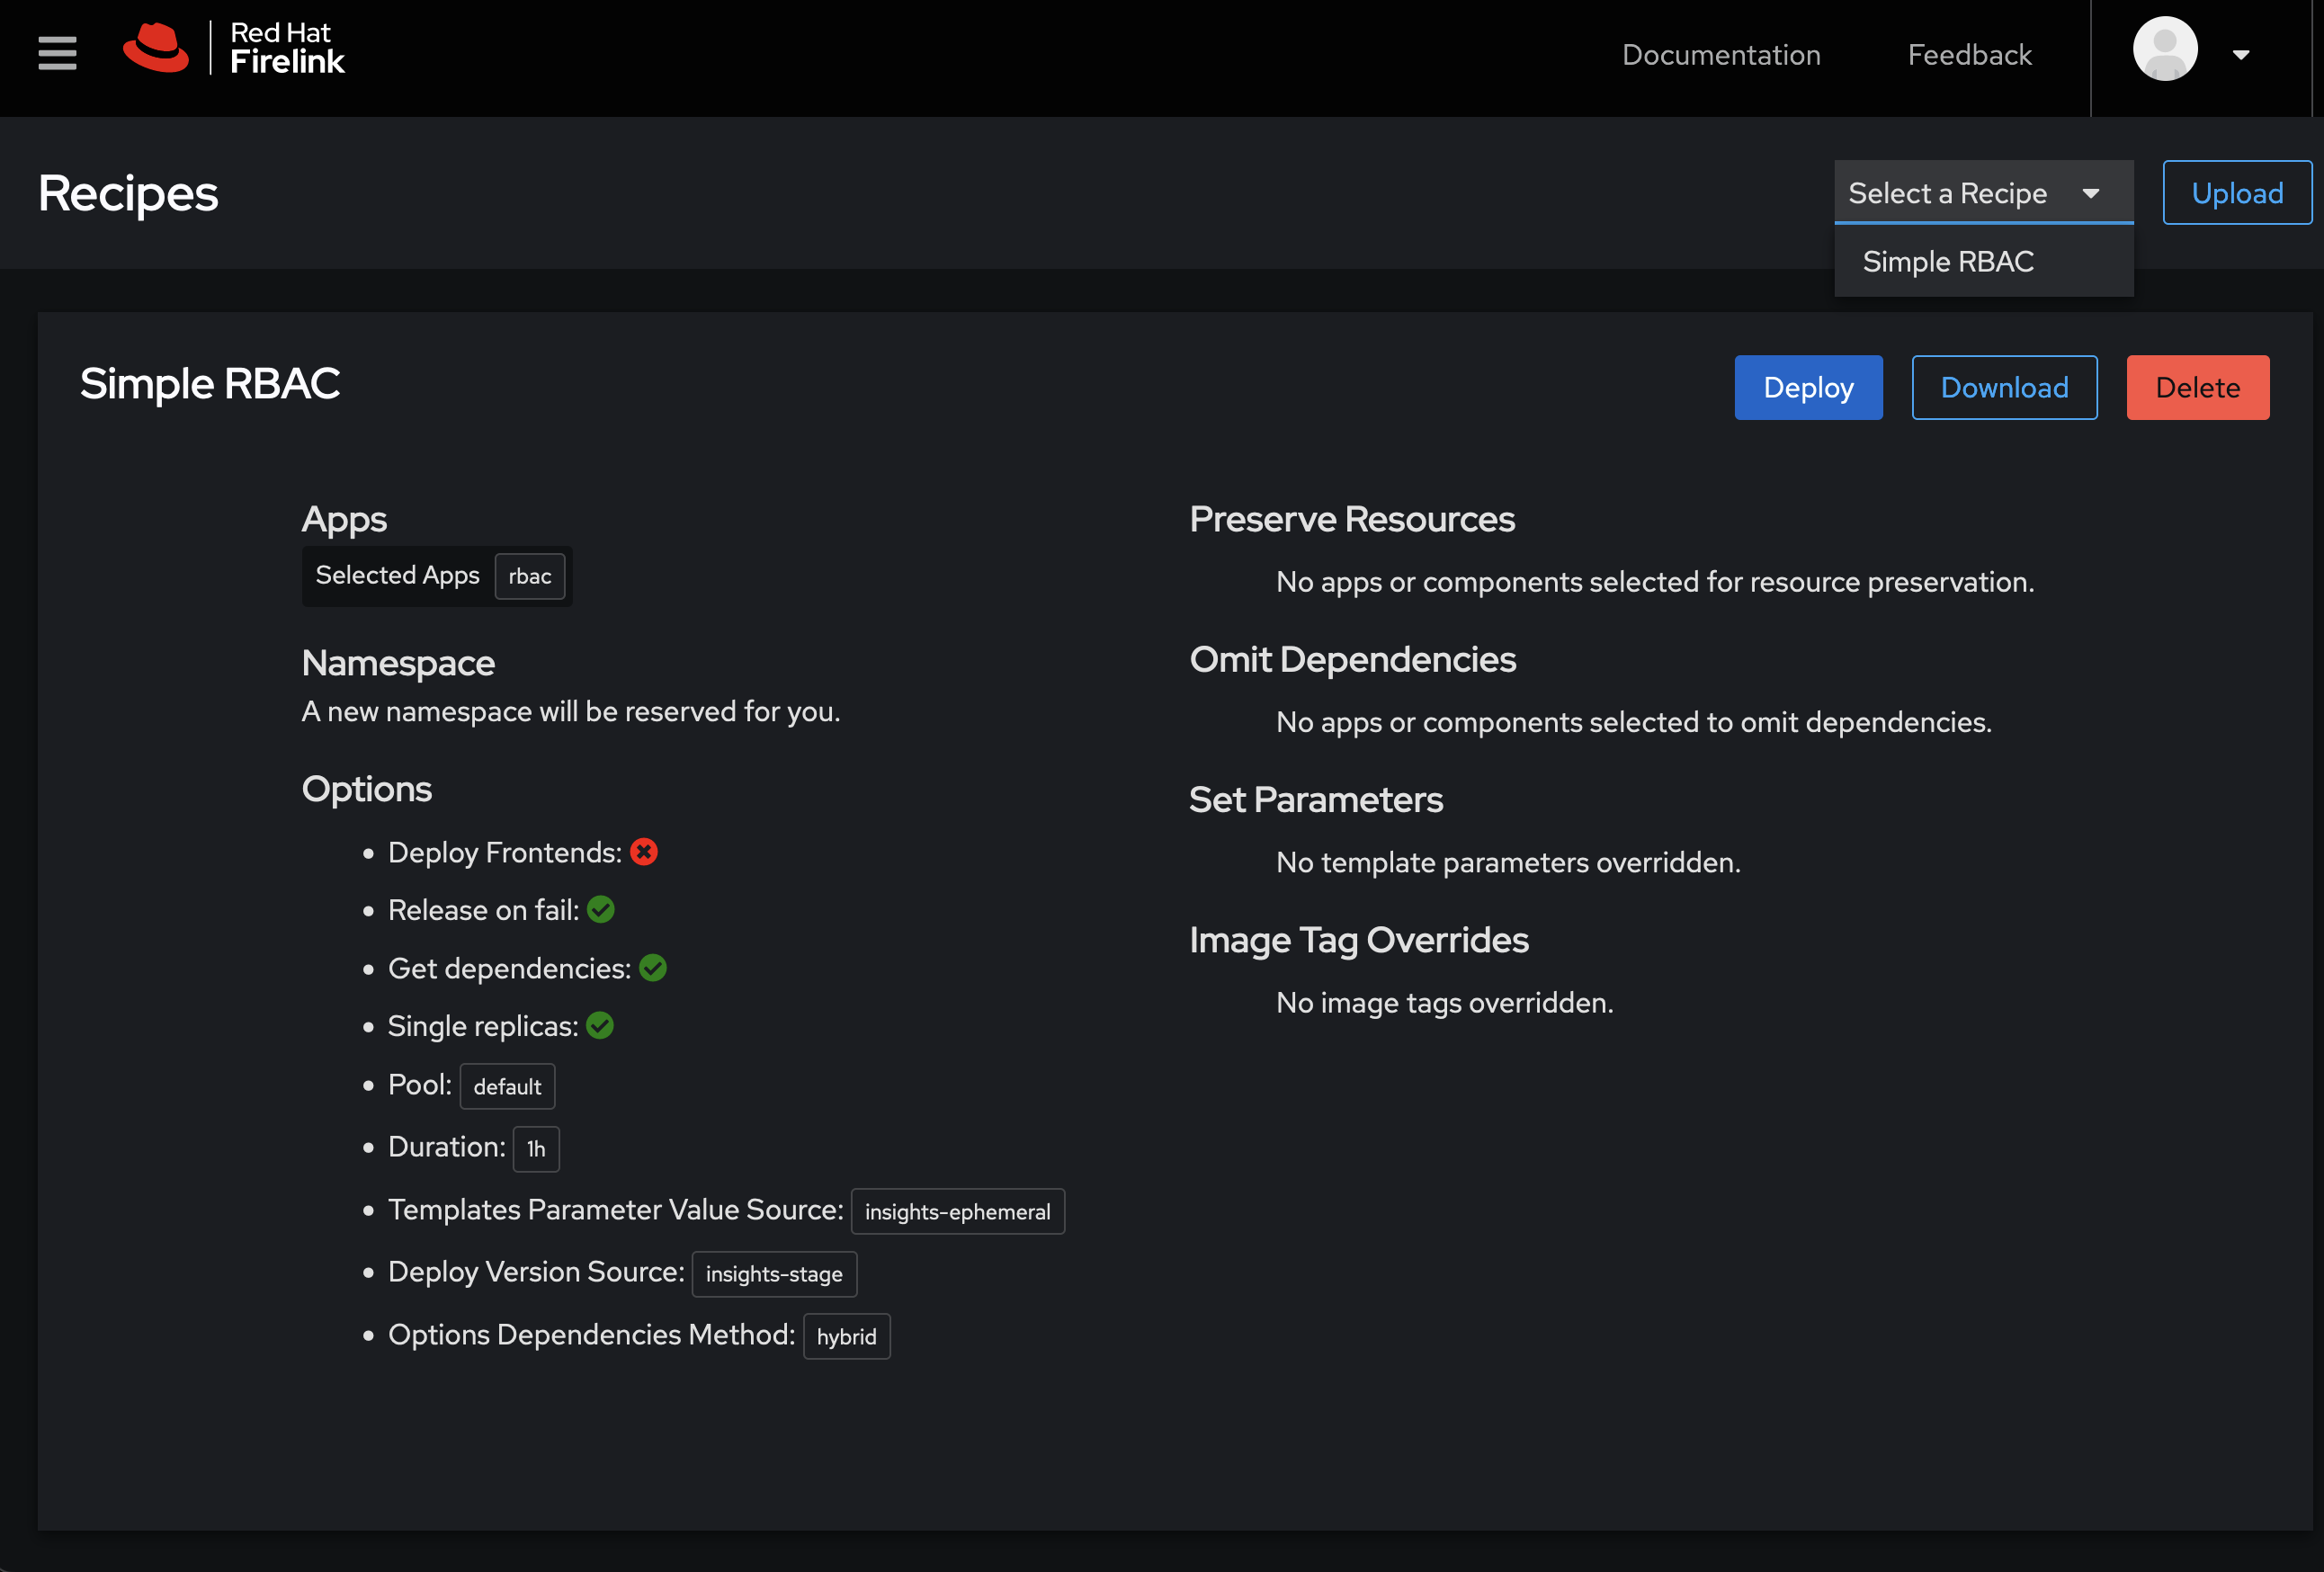 Red Hat
Firelink
Documentation
Feedback
Recipes
Select a Recipe
Upload
Simple RBAC
Simple RBAC
Deploy
Download
Delete
Apps
Selected Apps rbac
Namespace
A new namespace will be reserved for you.
Options
Deploy Frontends:
Release on fail:
Get dependencies:
Single replicas:
Pool: default
Duration: 1h
Templates Parameter Value Source: insights-ephemeral
Deploy Version Source: insights-stage
Options Dependencies Method: hybrid
Preserve Resources
No apps or components selected for resource preservation.
Omit Dependencies
No apps or components selected to omit dependencies.
Set Parameters
No template parameters overridden.
Image Tag Overrides
No image tags overridden.